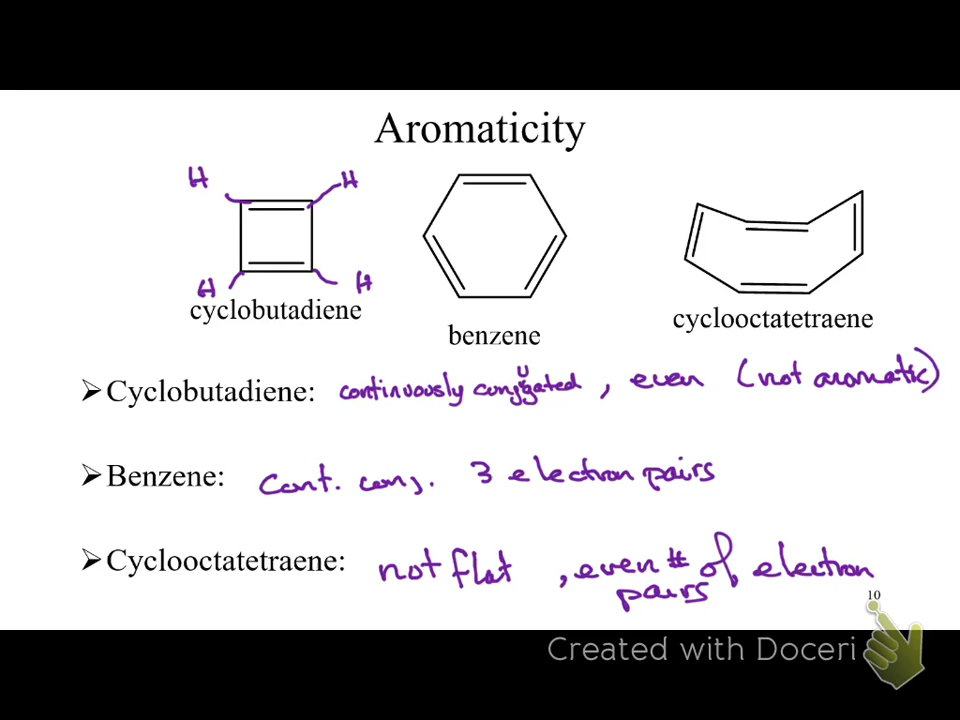 Aromaticity
H H
H H
cyclobutadiene
benzene
cyclooctatetraene
➢Cyclobutadiene: continuously conjugated, even (not aromatic)
➢Benzene: cont. conj. 3 electron pairs
➢Cyclooctatetraene: not flat, even # of electron
pairs
10
Created with Doceri